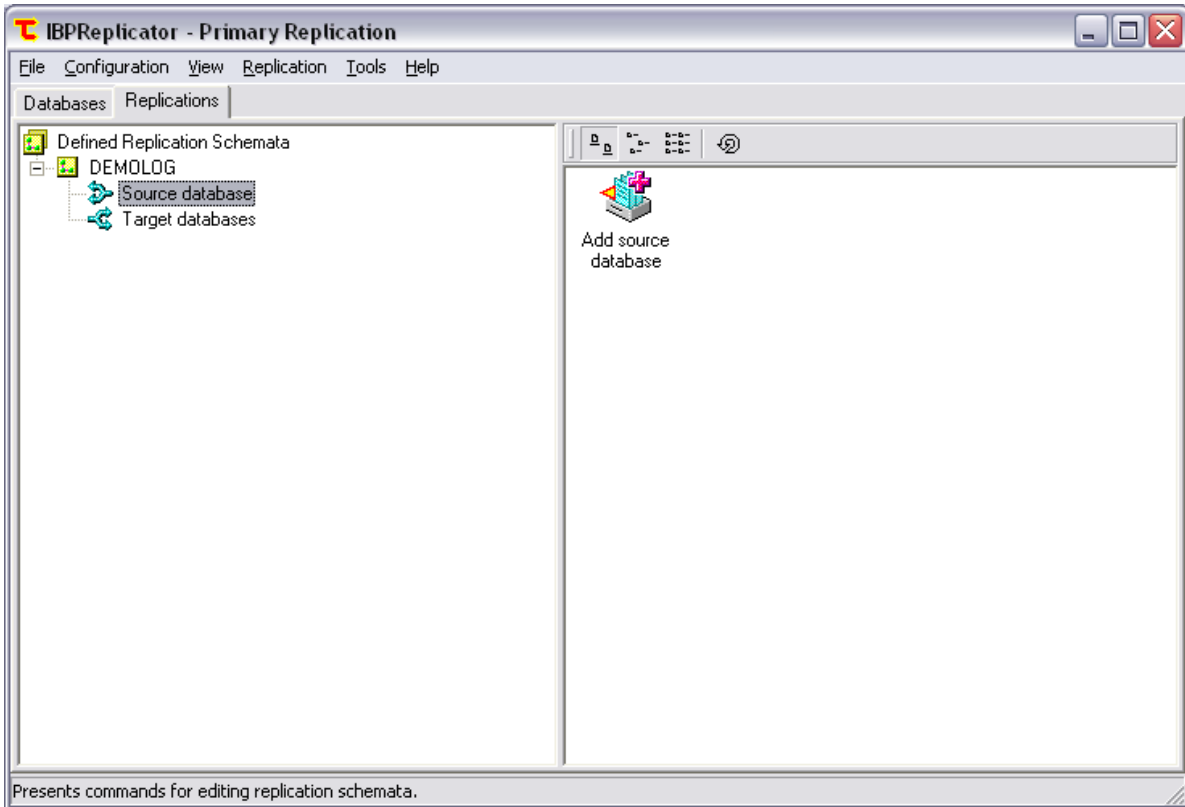 IBPReplicator - Primary Replication
File Configuration View Replication Tools Help
Databases Replications
Defined Replication Schemata
DEMOLOG
Source database
Target databases
Add source
database
Presents commands for editing replication schemata.